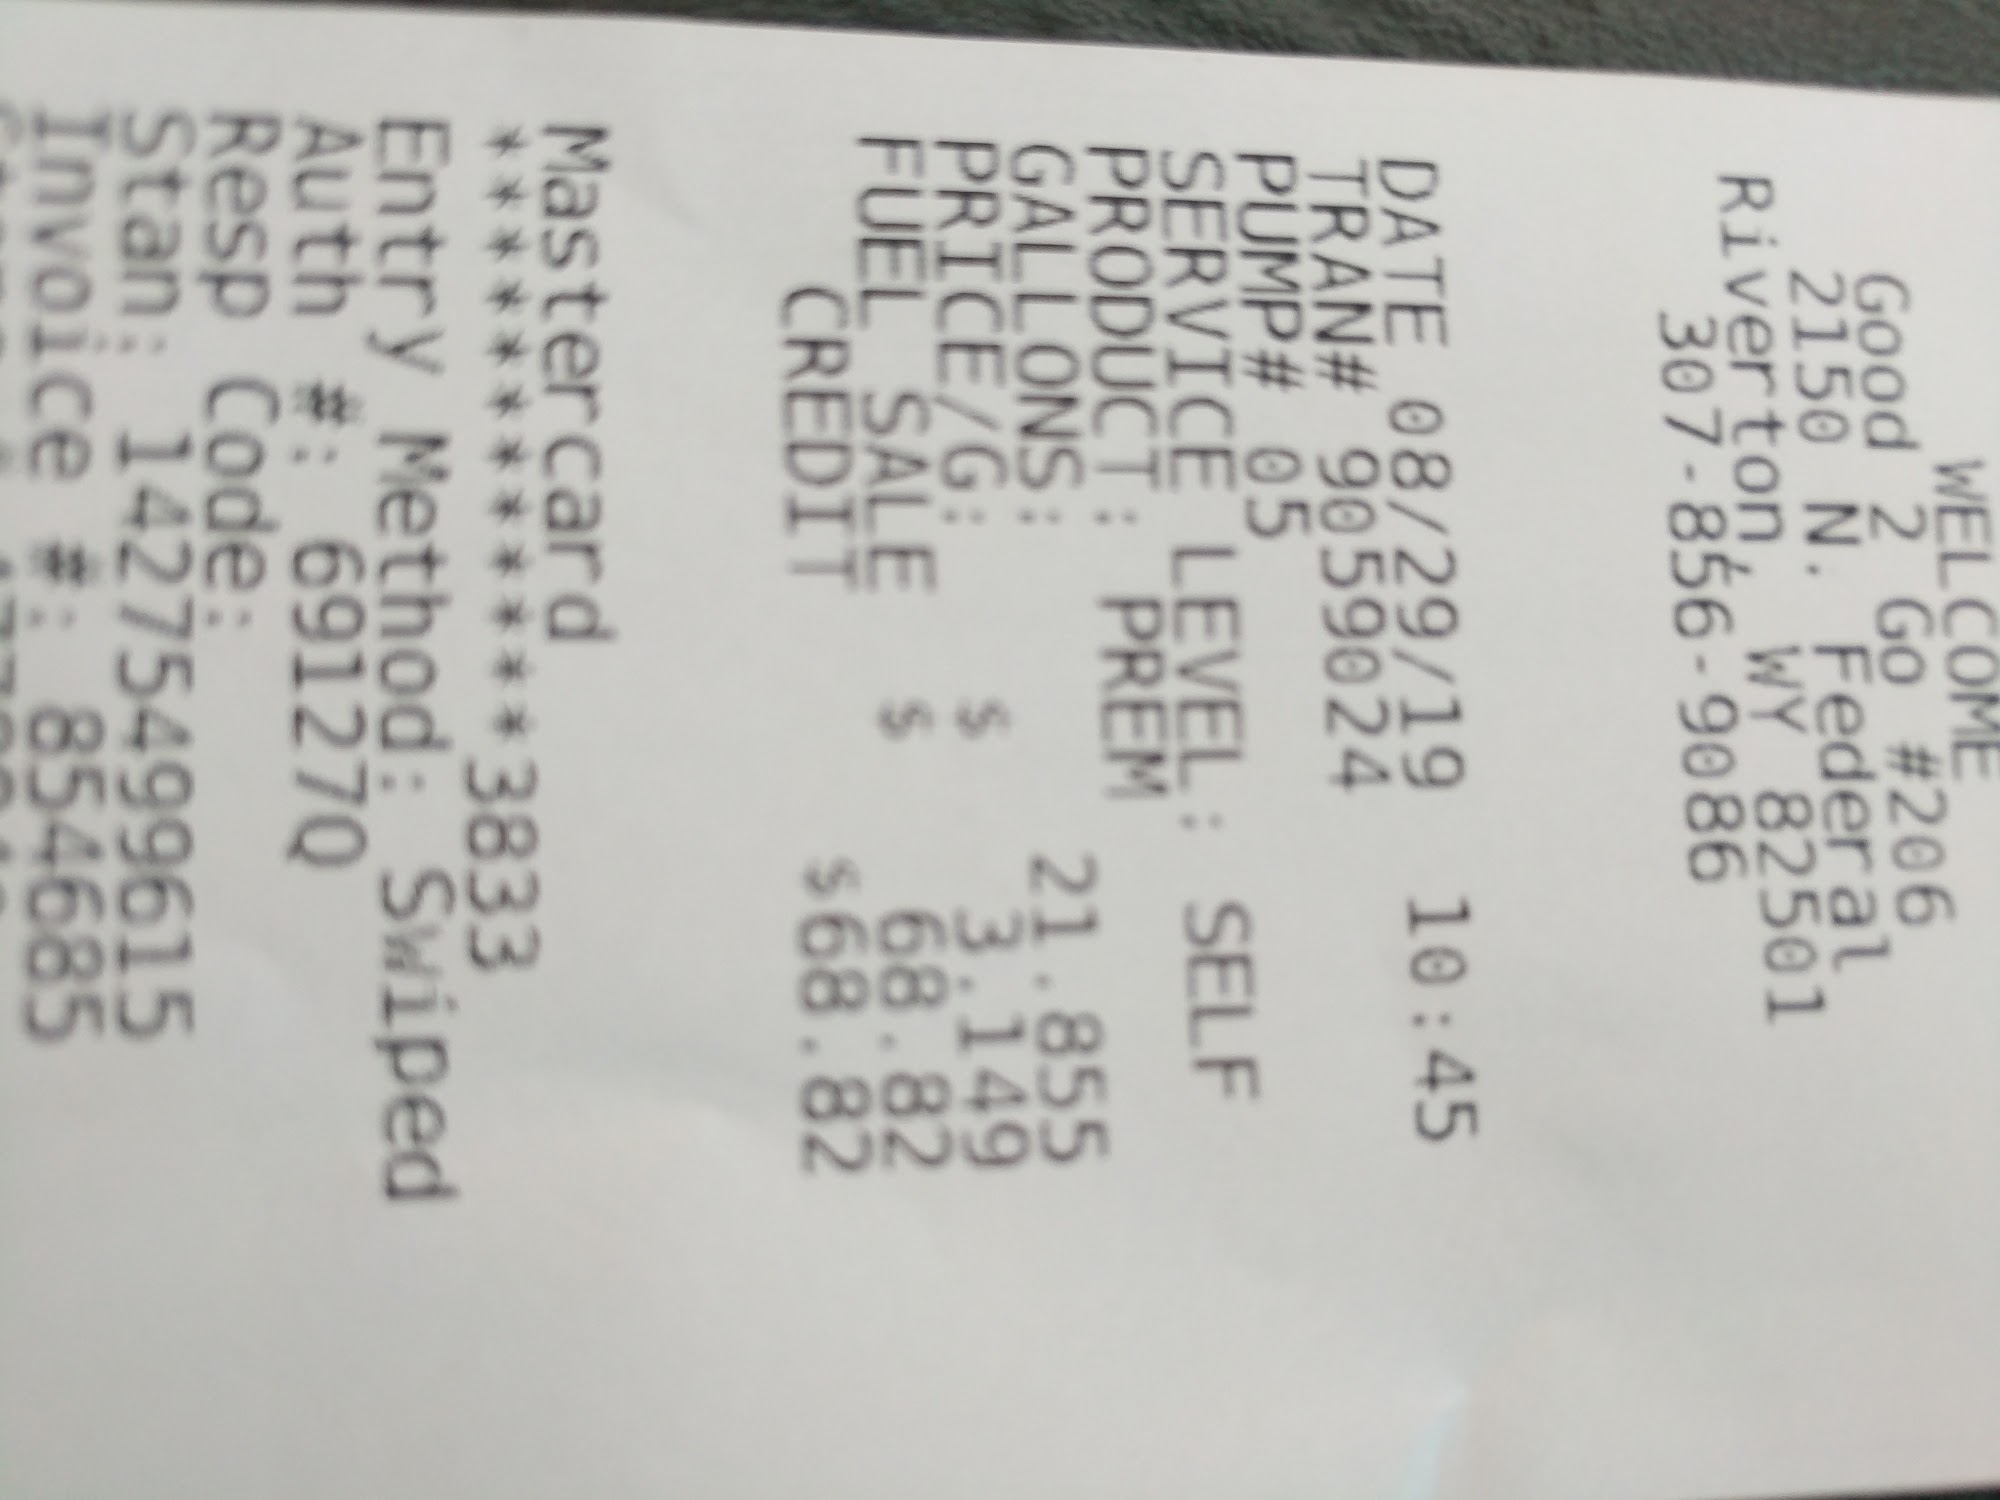 WELCOME
Good 2 Go #206
2150 N. Federal
Riverton, WY 82501
307-856-9086
DATE 08/29/19 10:45
TRAN# 9059024
PUMP# 05
SERVICE LEVEL: SELF
PRODUCT: PREM
GALLONS: 21.855
PRICE/G: $ 3.149
FUEL SALE $ 68.82
CREDIT $68.82
Mastercard
************3833
Entry Method: Swiped
Auth #: 69127Q
Resp Code:
Stan: 14275499615
Invoice #: 854685